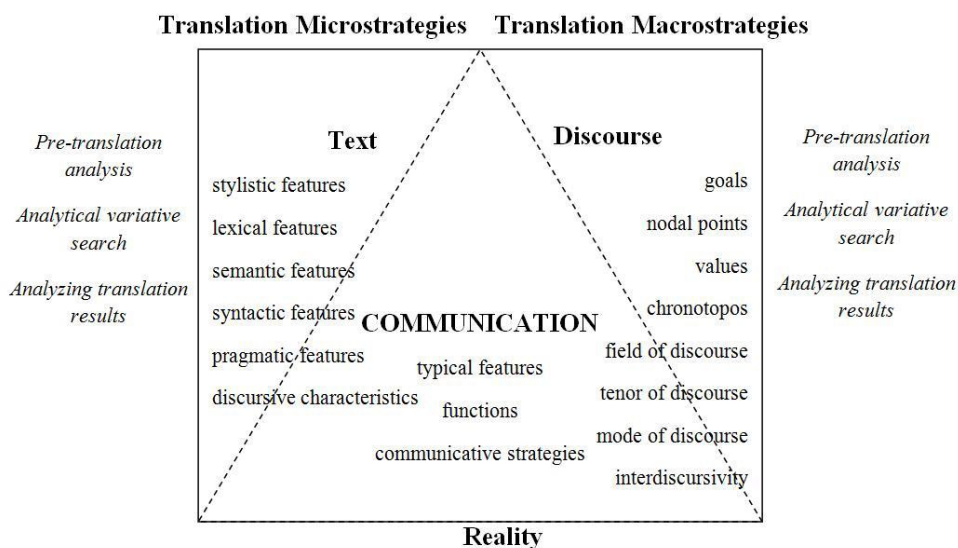 Translation Microstrategies
Translation Macrostrategies
Pre-translation
analysis
Analytical variative
search
Analyzing translation
results
Text
stylistic features
lexical features
semantic features
syntactic features
pragmatic features
discursive characteristics
COMMUNICATION
typical features
functions
communicative strategies
Discourse
goals
nodal points
values
chronotopos
field of discourse
tenor of discourse
mode of discourse
interdiscursivity
Pre-translation
analysis
Analytical variative
search
Analyzing translation
results
Reality